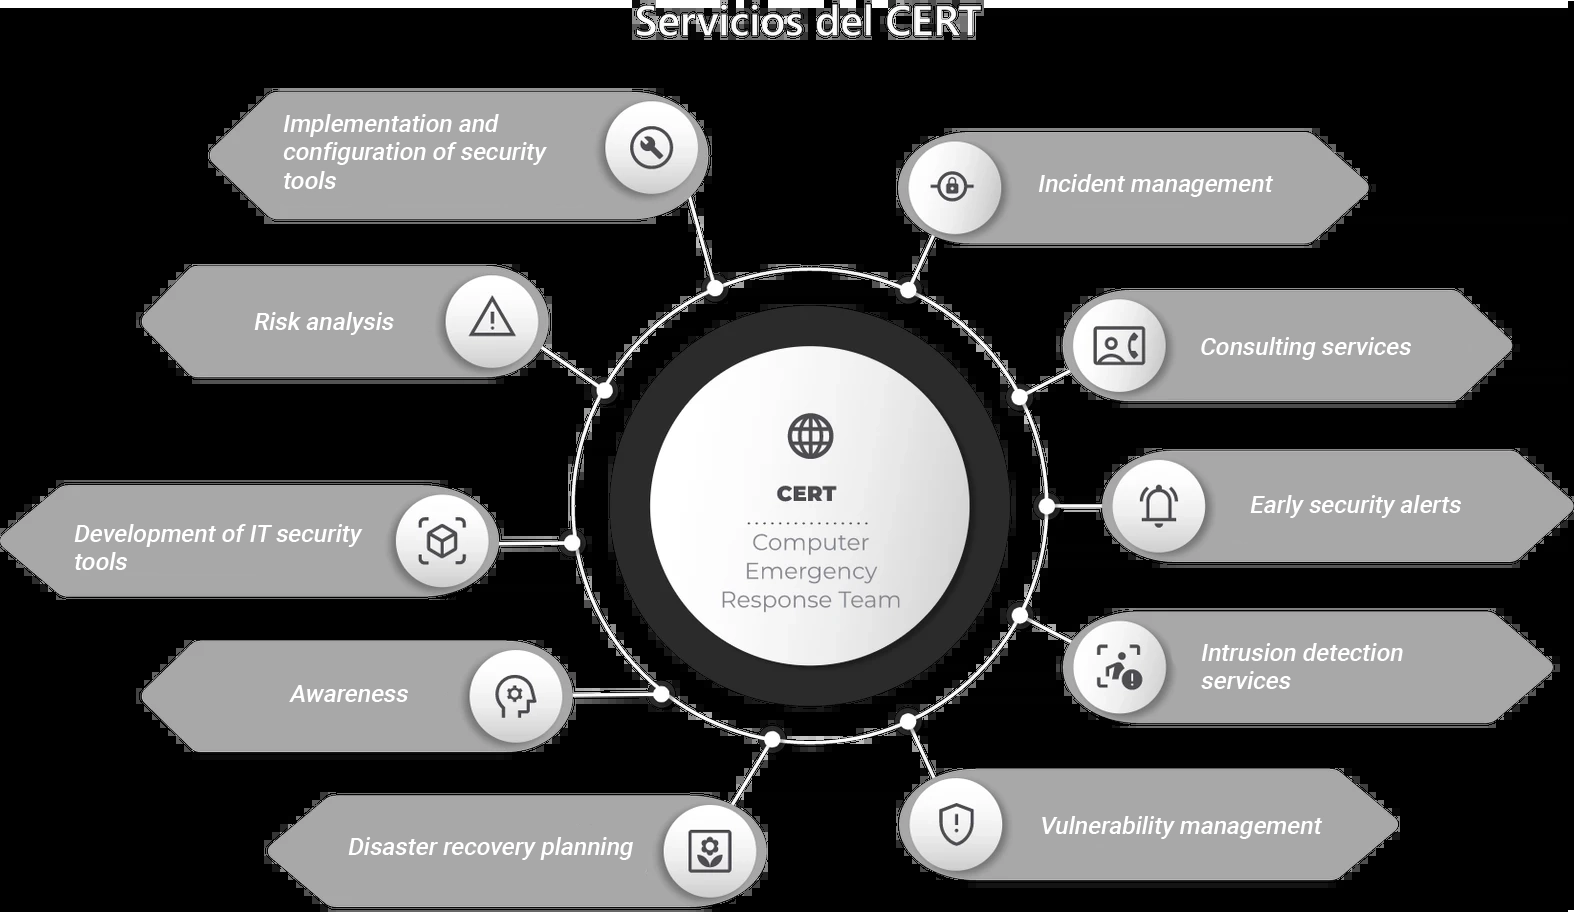 Servicios del CERT
Implementation and
configuration of security
tools
Incident management
Risk analysis
Consulting services
CERT
Computer
Emergency
Response Team
Early security alerts
Development of IT security
tools
Intrusion detection
services
Awareness
Vulnerability management
Disaster recovery planning